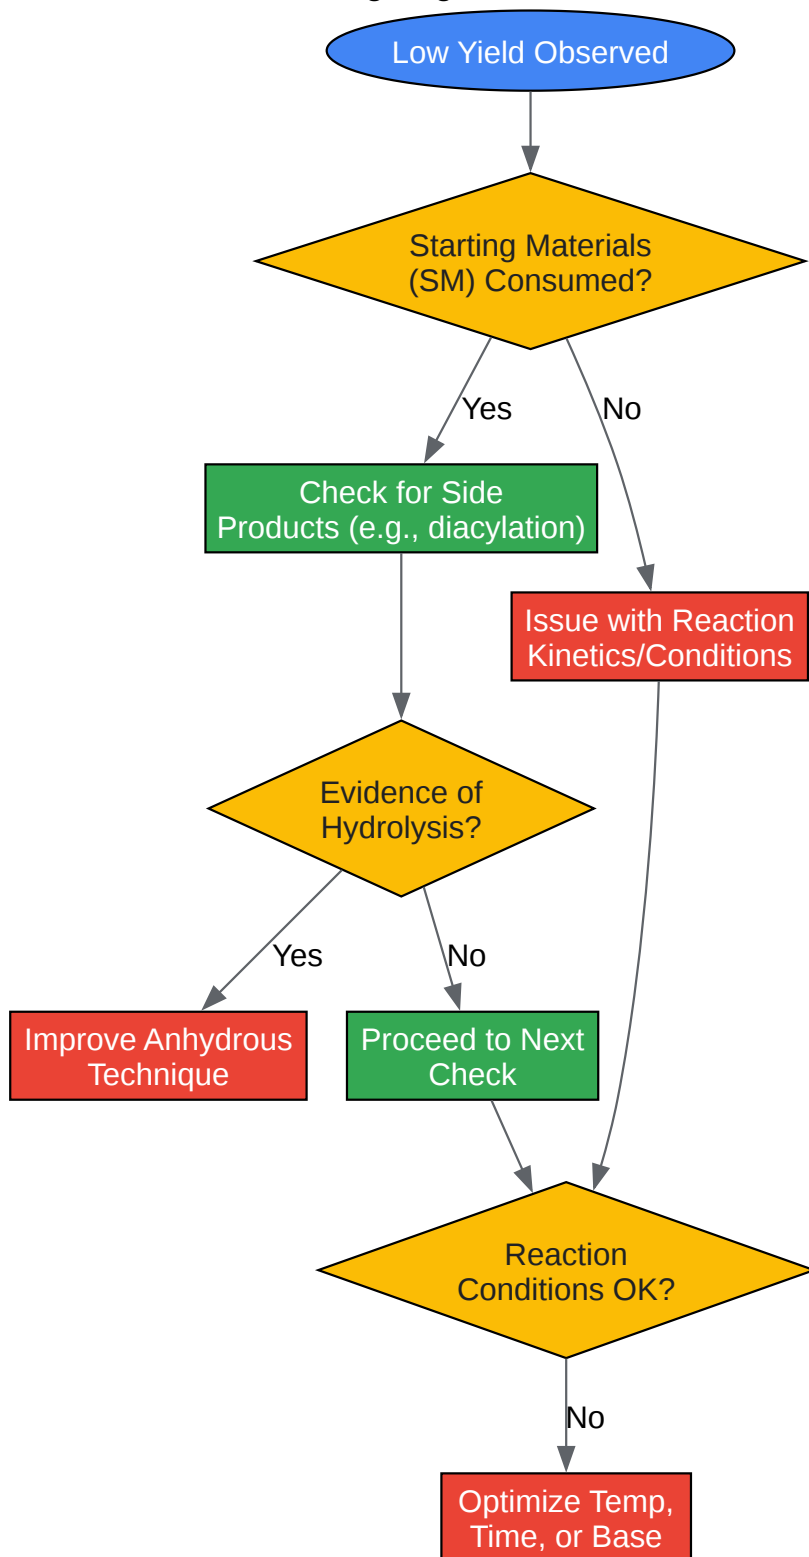 Low Yield Observed
Starting Materials
(SM) Consumed?
Yes
No
Check for Side
Products (e.g., diacylation)
Issue with Reaction
Kinetics/Conditions
Evidence of
Hydrolysis?
Yes
No
Improve Anhydrous
Technique
Proceed to Next
Check
Reaction
Conditions OK?
No
Optimize Temp,
Time, or Base